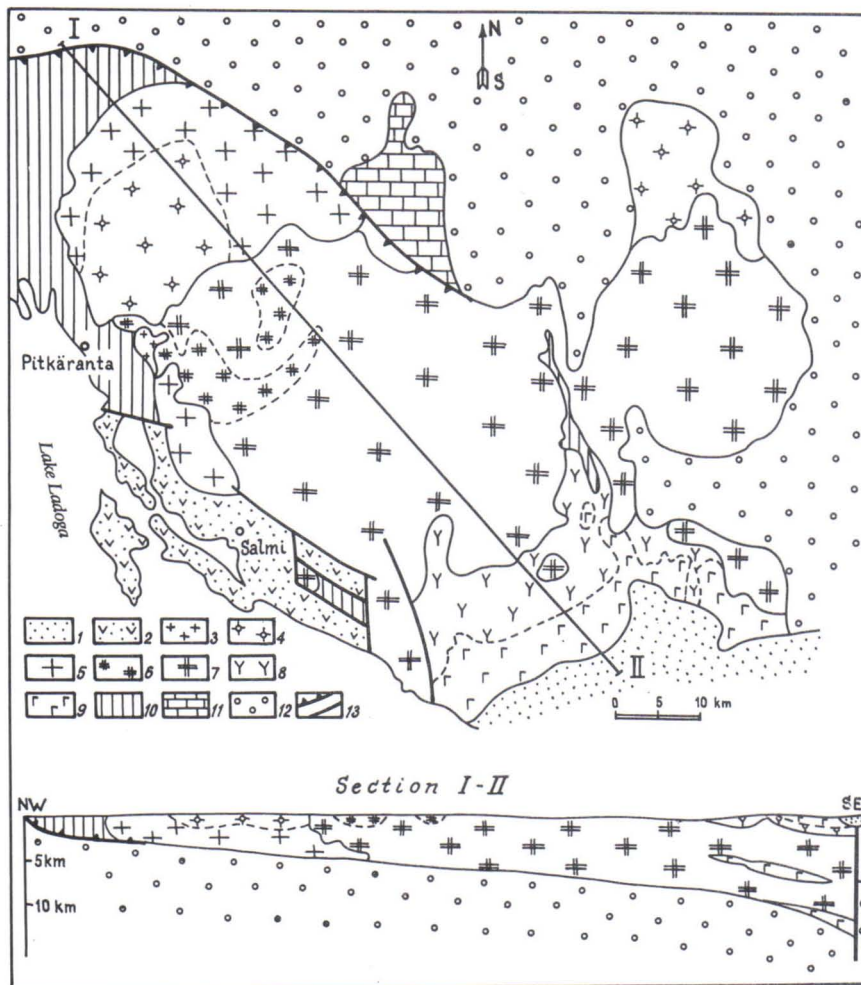 I
N
S
Pitkäranta
Lake Ladoga
Salmi
II
1 2 3 4
5 6 7 8
9 10 11 12 13
0 5 10 km
Section I-II
NW SE
5km
10 km